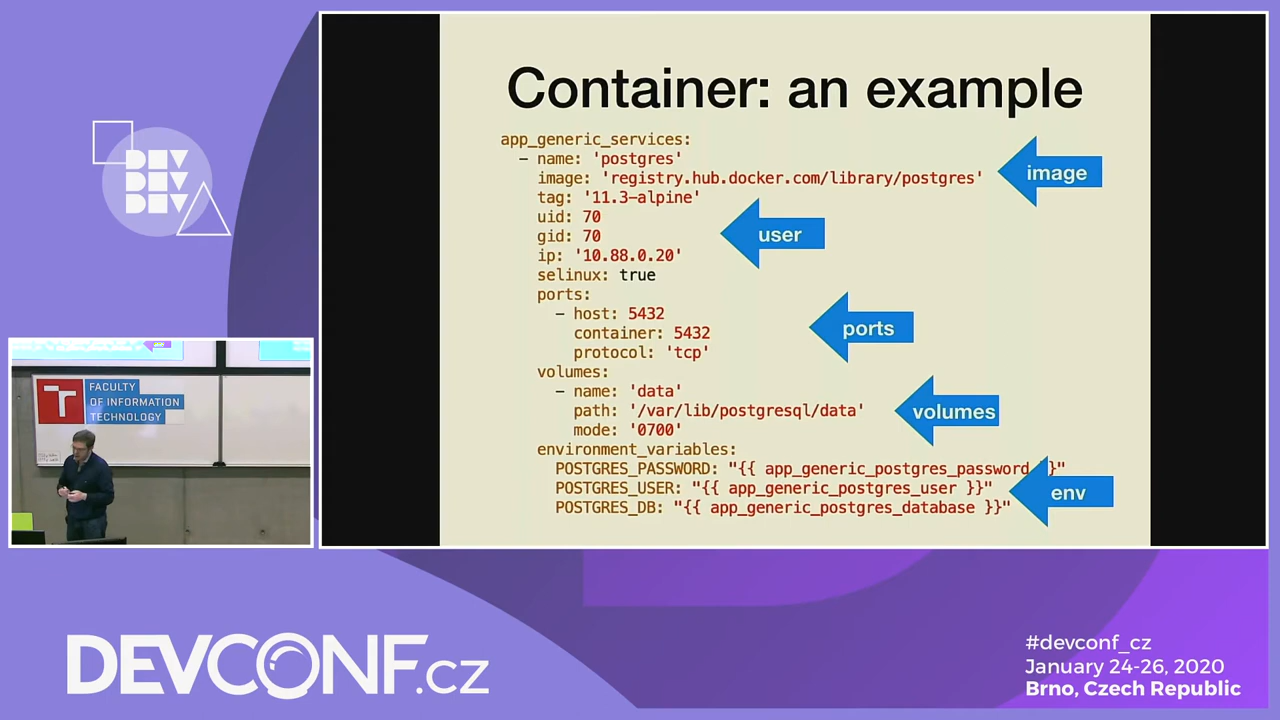 Container: an example
app_generic_services:
- name: 'postgres'
image: 'registry.hub.docker.com/library/postgres'
tag: '11.3-alpine'
uid: 70
gid: 70
ip: '10.88.0.20'
selinux: true
ports:
- host: 5432
container: 5432
protocol: 'tcp'
volumes:
- name: 'data'
path: '/var/lib/postgresql/data'
mode: '0700'
environment_variables:
POSTGRES_PASSWORD: "{{ app_generic_postgres_password }}"
POSTGRES_USER: "{{ app_generic_postgres_user }}"
POSTGRES_DB: "{{ app_generic_postgres_database }}"
image
user
ports
volumes
env
DEV
DEV
DEV
FACULTY
OF INFORMATION
TECHNOLOGY
DEVCONF.cz
#devconf_cz
January 24-26, 2020
Brno, Czech Republic